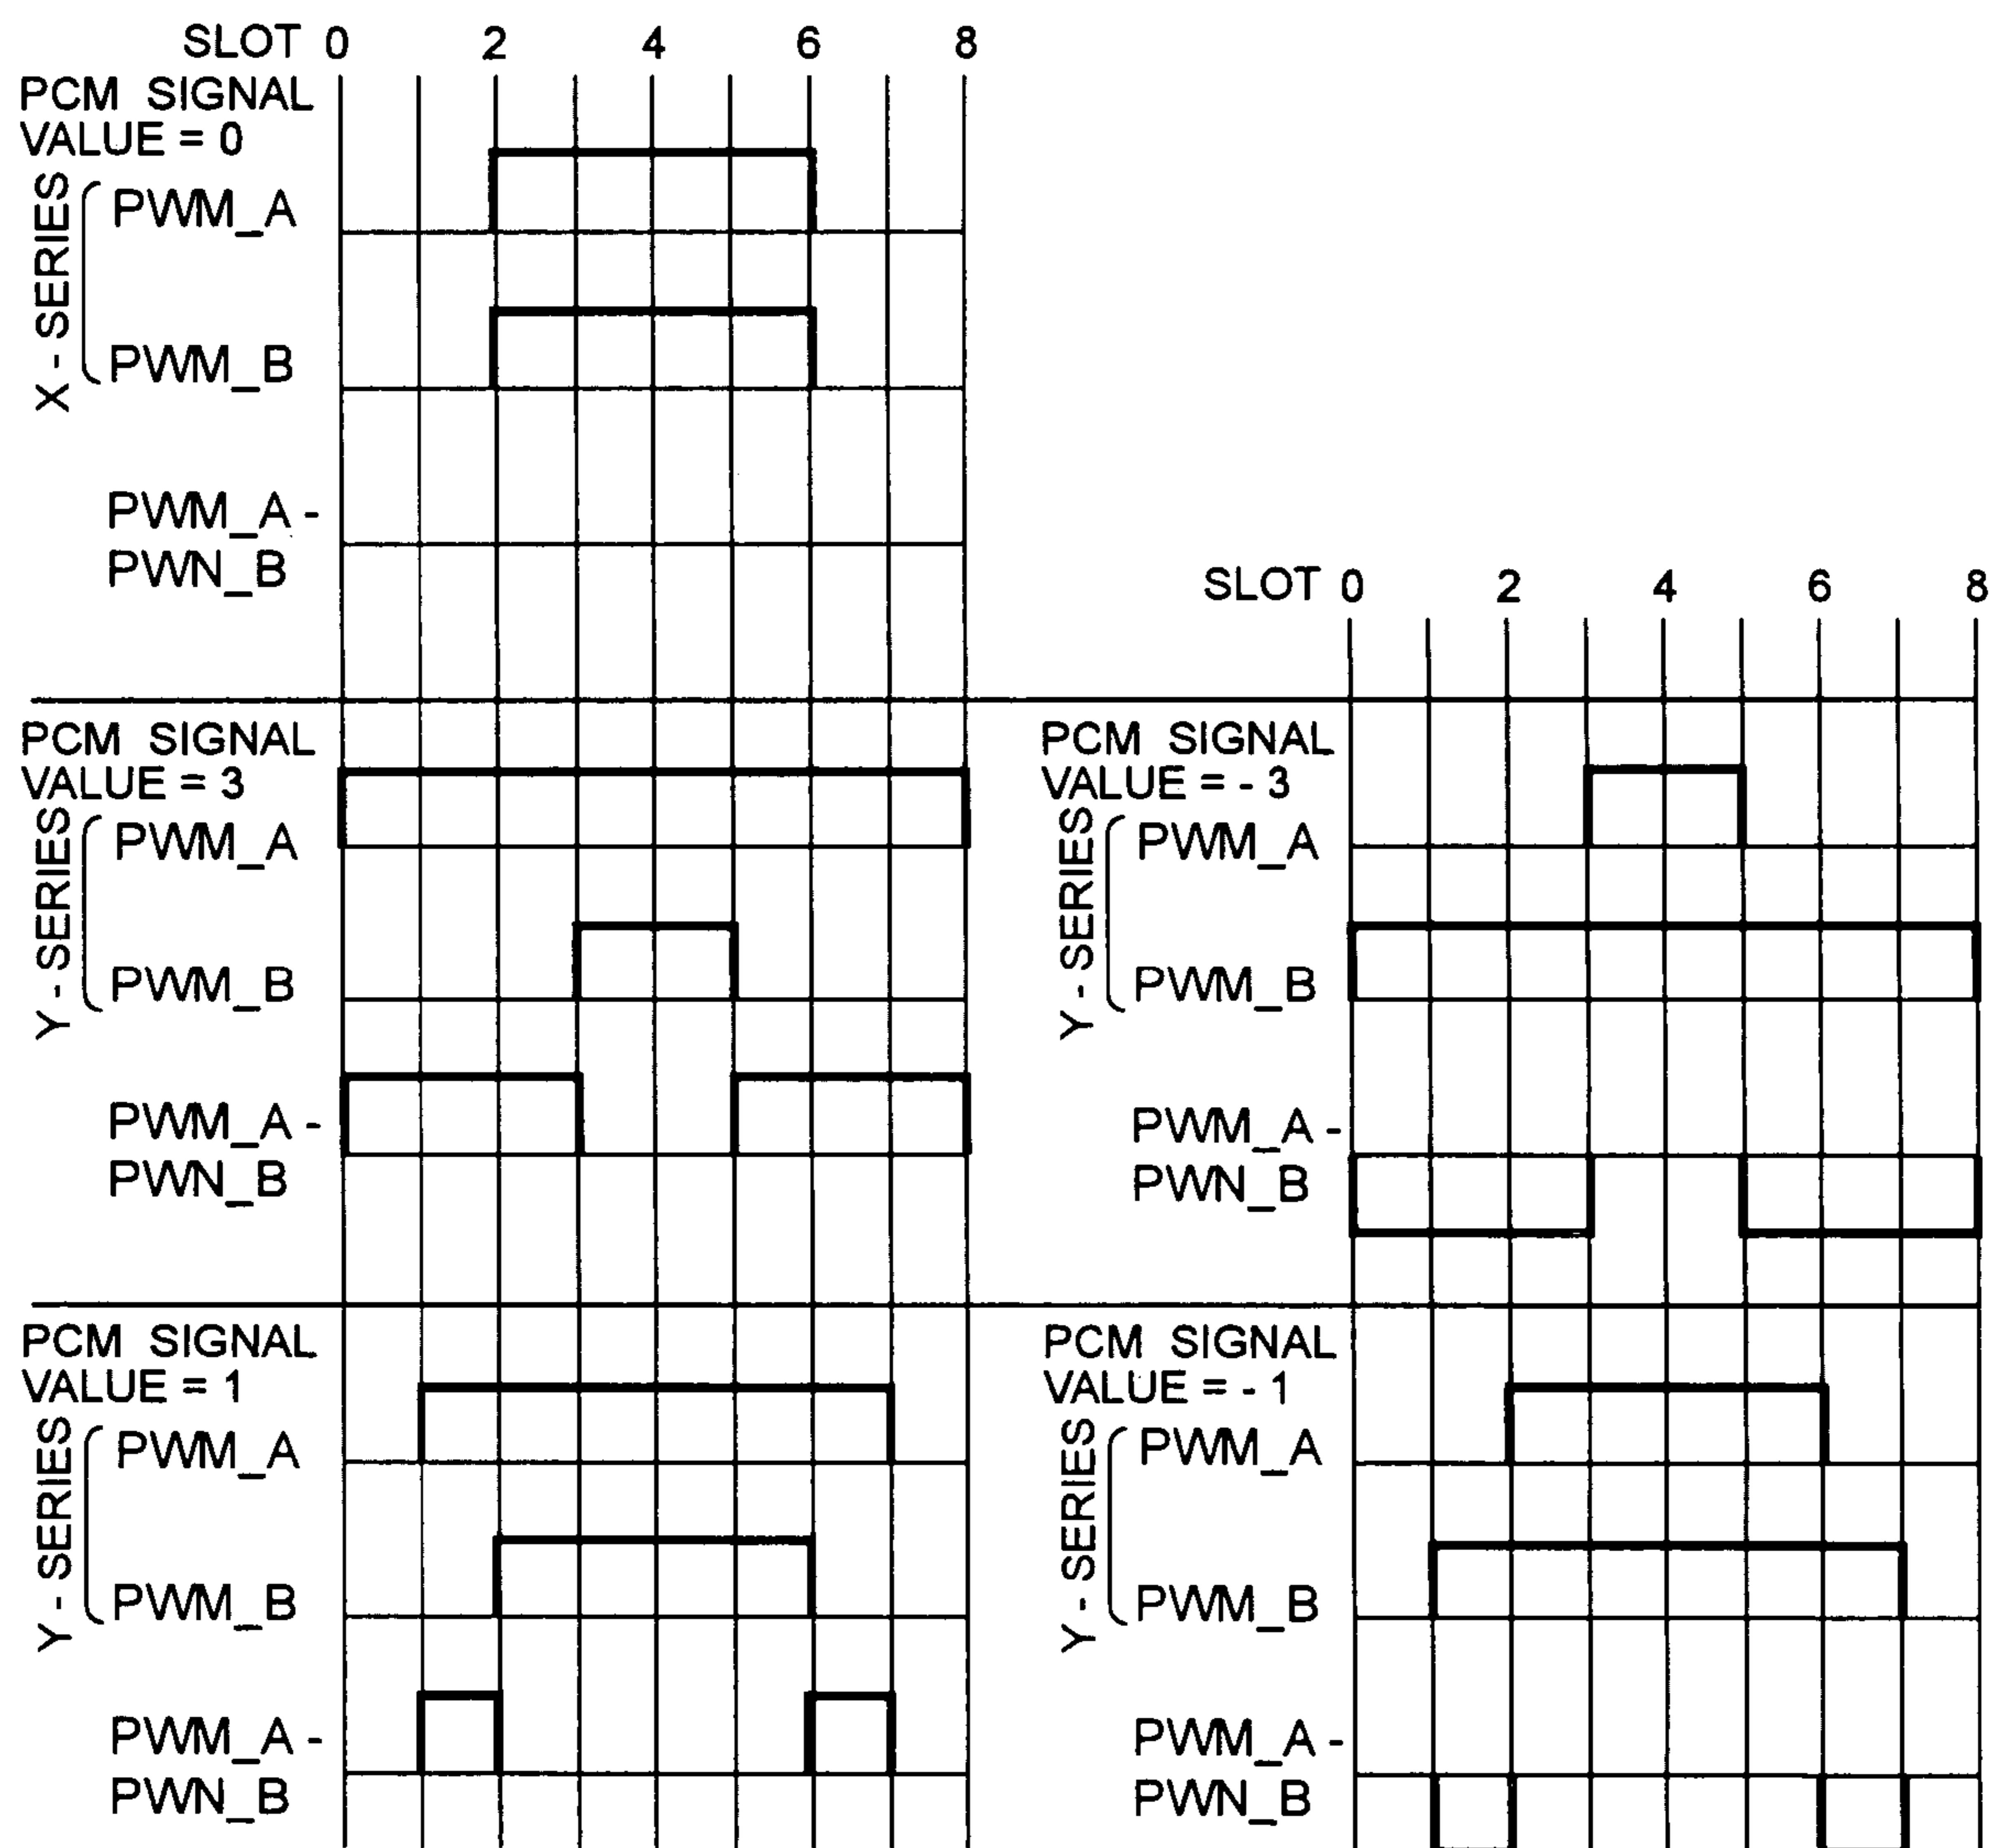 SLOT 0 2 4 6 8
PCM SIGNAL
VALUE = 0
X - SERIES
PWM_A
PWM_B
PWM_A -
PWN_B
SLOT 0 2 4 6 8
PCM SIGNAL
VALUE = 3
Y - SERIES
PWM_A
PWM_B
PWM_A -
PWN_B
PCM SIGNAL
VALUE = - 3
Y - SERIES
PWM_A
PWM_B
PWM_A -
PWN_B
PCM SIGNAL
VALUE = 1
Y - SERIES
PWM_A
PWM_B
PWM_A -
PWN_B
PCM SIGNAL
VALUE = - 1
Y - SERIES
PWM_A
PWM_B
PWM_A -
PWN_B